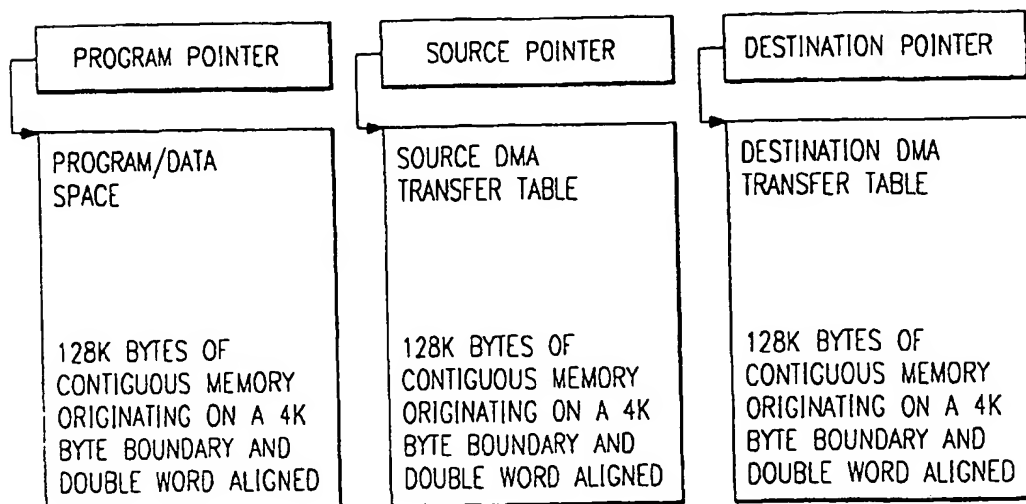 PROGRAM POINTER
PROGRAM/DATA
SPACE
128K BYTES OF
CONTIGUOUS MEMORY
ORIGINATING ON A 4K
BYTE BOUNDARY AND
DOUBLE WORD ALIGNED
SOURCE POINTER
SOURCE DMA
TRANSFER TABLE
128K BYTES OF
CONTIGUOUS MEMORY
ORIGINATING ON A 4K
BYTE BOUNDARY AND
DOUBLE WORD ALIGNED
DESTINATION POINTER
DESTINATION DMA
TRANSFER TABLE
128K BYTES OF
CONTIGUOUS MEMORY
ORIGINATING ON A 4K
BYTE BOUNDARY AND
DOUBLE WORD ALIGNED